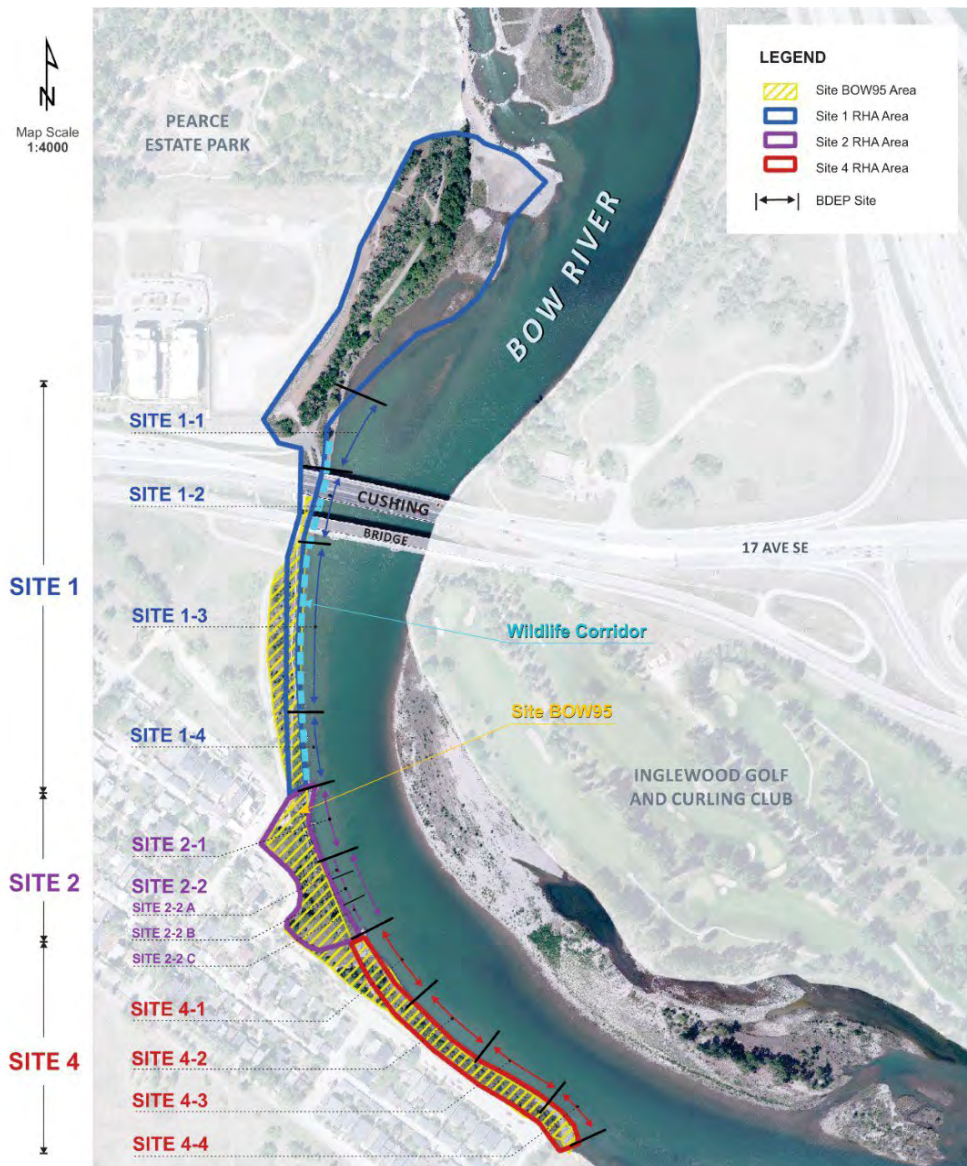 N
Map Scale
1:4000
PEARCE
ESTATE PARK
LEGEND
Site BOW95 Area
Site 1 RHA Area
Site 2 RHA Area
Site 4 RHA Area
BDEP Site
BOW RIVER
SITE 1-1
SITE 1-2
CUSHING
BRIDGE
17 AVE SE
SITE 1
SITE 1-3
Wildlife Corridor
Site BOW95
SITE 1-4
INGLEWOOD GOLF
AND CURLING CLUB
SITE 2
SITE 2-1
SITE 2-2
SITE 2-2 A
SITE 2-2 B
SITE 2-2 C
SITE 4
SITE 4-1
SITE 4-2
SITE 4-3
SITE 4-4